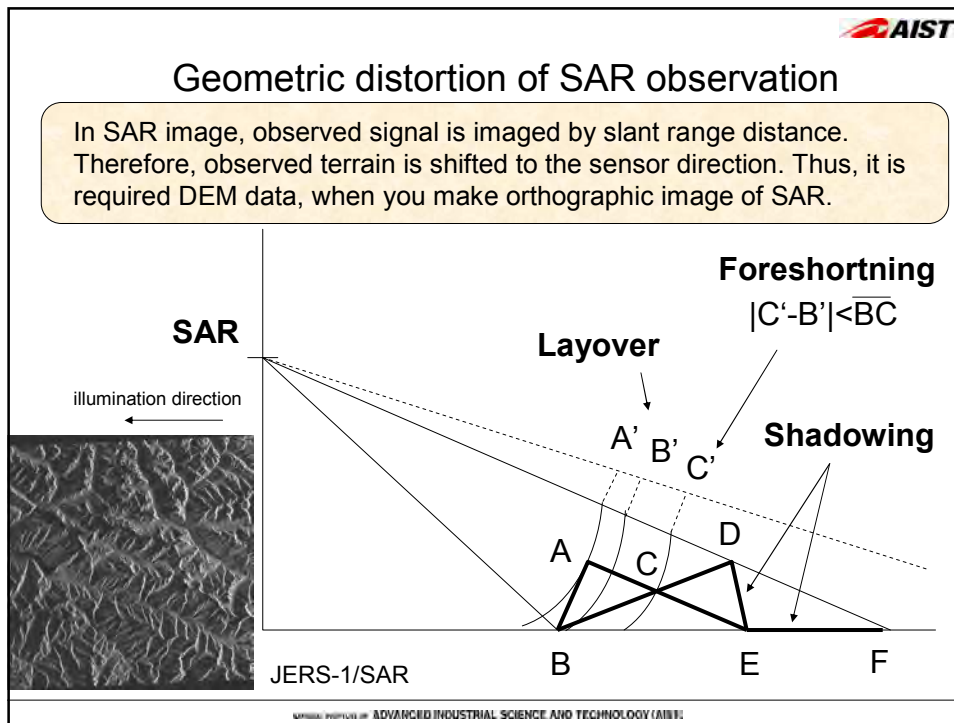 AIST
Geometric distortion of SAR observation
In SAR image, observed signal is imaged by slant range distance.
Therefore, observed terrain is shifted to the sensor direction. Thus, it is
required DEM data, when you make orthographic image of SAR.
Foreshortning
|C‘-B’|<B̅C̅
SAR
Layover
illumination direction
A’
B’
C’
Shadowing
A
C
D
B
E
F
JERS-1/SAR
ADVANCED INDUSTRIAL SCIENCE AND TECHNOLOGY (AIST)